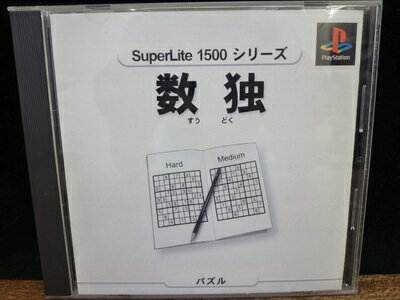 SuperLite 1500 シリーズ
PlayStation
数独
すう どく
Hard
Medium
パズル